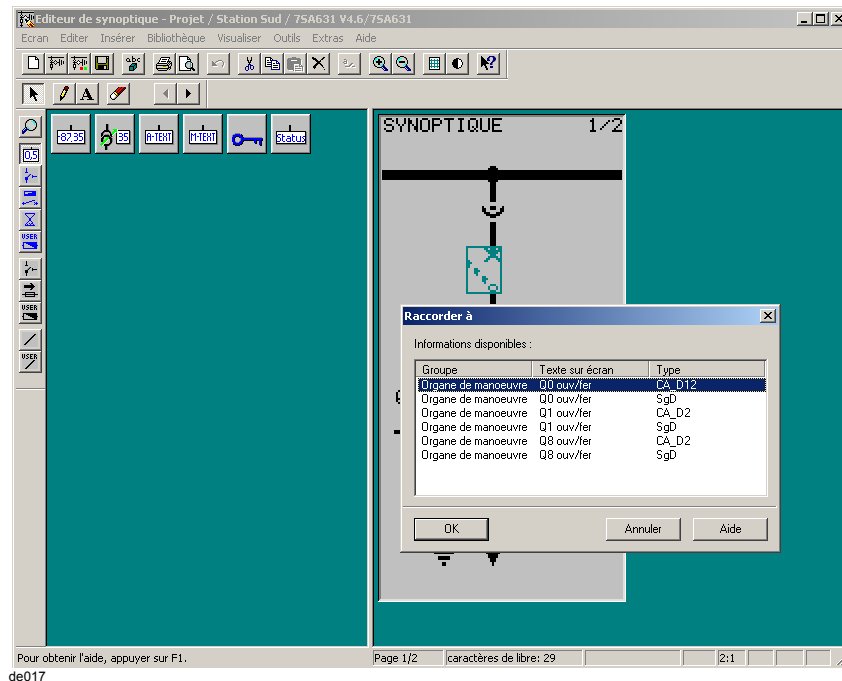 Editeur de synoptique - Projet / Station Sud / 7SA631 V4.6/7SA631
Ecran Editer Insérer Bibliothèque Visualiser Outils Extras Aide
abc
A
-87,35 35 A-TEXT M-TEXT Status
0,5
USER
USER
USER
SYNOPTIQUE 1/2
Raccorder à
Informations disponibles :
Groupe Texte sur écran Type
Organe de manoeuvre Q0 ouv/fer CA_D12
Organe de manoeuvre Q0 ouv/fer SgD
Organe de manoeuvre Q1 ouv/fer CA_D2
Organe de manoeuvre Q1 ouv/fer SgD
Organe de manoeuvre Q8 ouv/fer CA_D2
Organe de manoeuvre Q8 ouv/fer SgD
OK Annuler Aide
Pour obtenir l'aide, appuyer sur F1. Page 1/2 caractères de libre: 29 2:1
de017